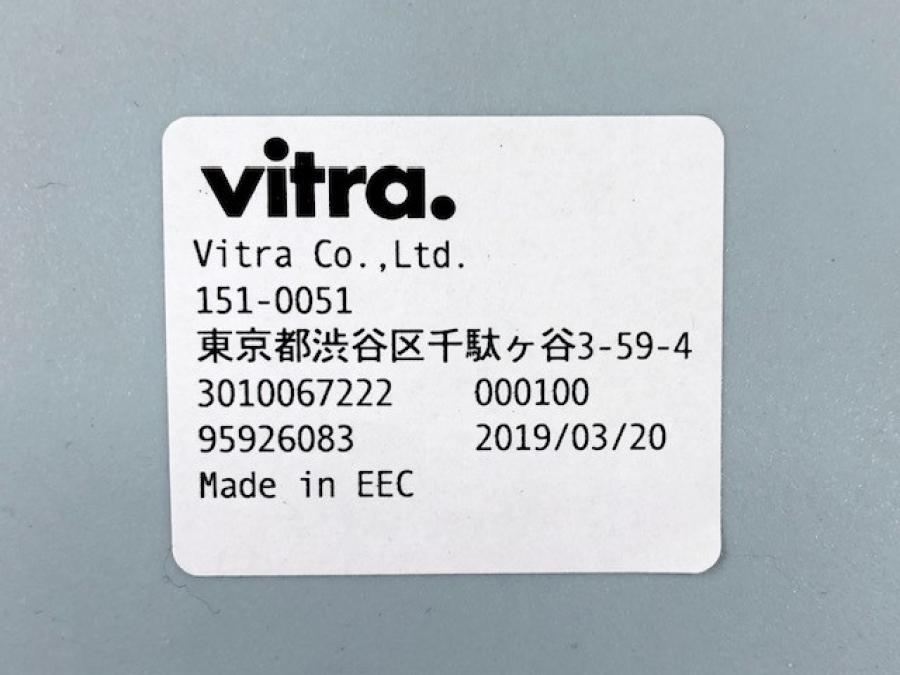 vitra.
Vitra Co.,Ltd.
151-0051
東京都渋谷区千駄ヶ谷3-59-4
3010067222 000100
95926083 2019/03/20
Made in EEC